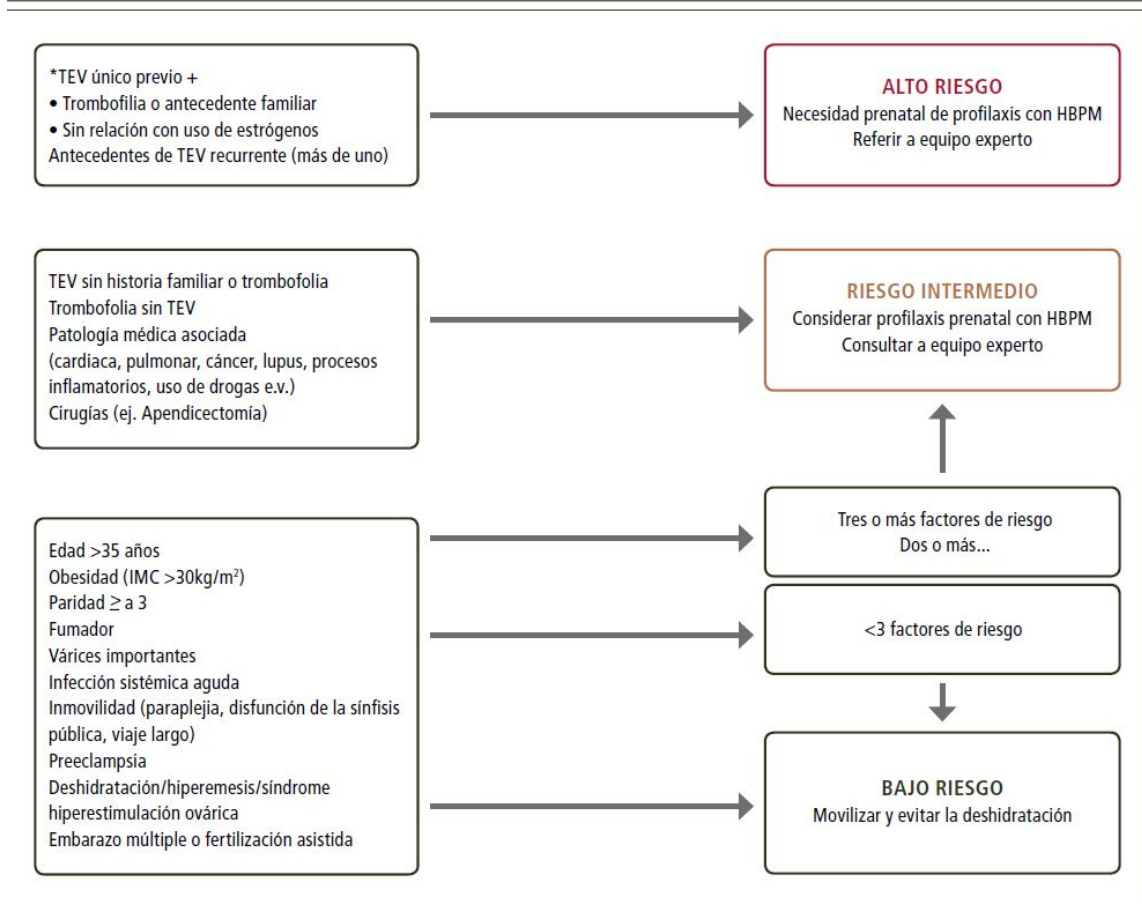 *TEV único previo +
• Trombofilia o antecedente familiar
• Sin relación con uso de estrógenos
Antecedentes de TEV recurrente (más de uno)
ALTO RIESGO
Necesidad prenatal de profilaxis con HBPM
Referir a equipo experto
TEV sin historia familiar o trombofolia
Trombofolia sin TEV
Patología médica asociada
(cardiaca, pulmonar, cáncer, lupus, procesos
inflamatorios, uso de drogas e.v.)
Cirugías (ej. Apendicectomía)
RIESGO INTERMEDIO
Considerar profilaxis prenatal con HBPM
Consultar a equipo experto
Edad >35 años
Obesidad (IMC >30kg/m²)
Paridad ≥ a 3
Fumador
Várices importantes
Infección sistémica aguda
Inmovilidad (paraplejia, disfunción de la sínfisis
pública, viaje largo)
Preeclampsia
Deshidratación/hiperemesis/síndrome
hiperestimulación ovárica
Embarazo múltiple o fertilización asistida
Tres o más factores de riesgo
Dos o más...
<3 factores de riesgo
BAJO RIESGO
Movilizar y evitar la deshidratación